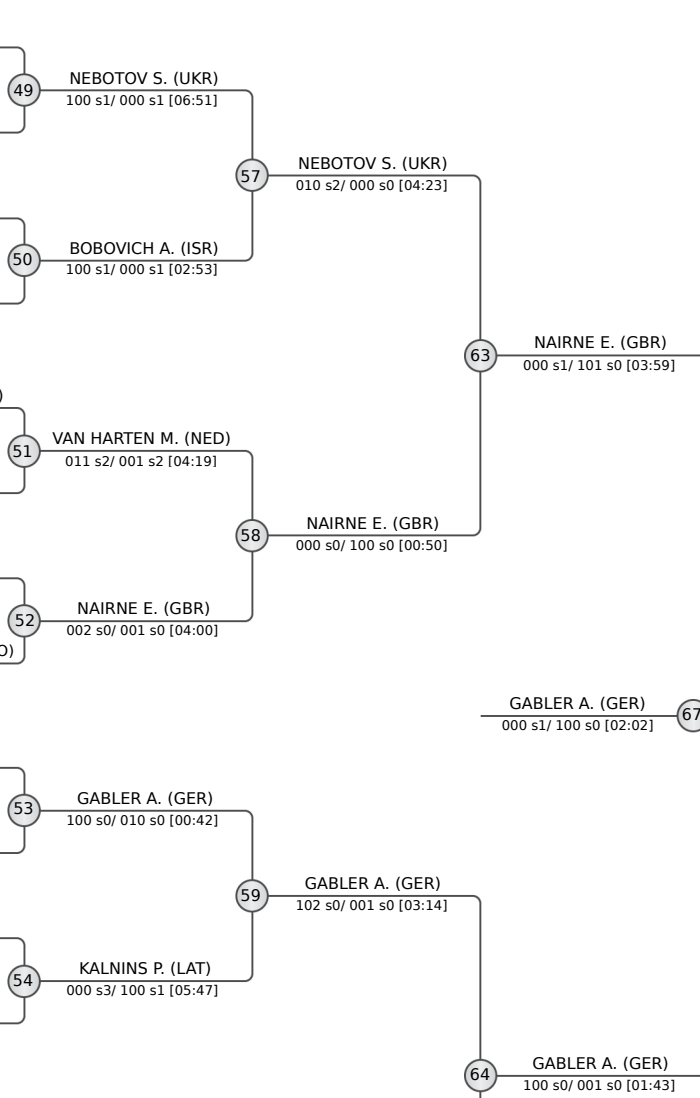 49
NEBOTOV S. (UKR)
100 s1/ 000 s1 [06:51]
57
NEBOTOV S. (UKR)
010 s2/ 000 s0 [04:23]
50
BOBOVICH A. (ISR)
100 s1/ 000 s1 [02:53]
63
NAIRNE E. (GBR)
000 s1/ 101 s0 [03:59]
)
51
VAN HARTEN M. (NED)
011 s2/ 001 s2 [04:19]
58
NAIRNE E. (GBR)
000 s0/ 100 s0 [00:50]
52
NAIRNE E. (GBR)
002 s0/ 001 s0 [04:00]
O)
GABLER A. (GER)
000 s1/ 100 s0 [02:02]
67
53
GABLER A. (GER)
100 s0/ 010 s0 [00:42]
59
GABLER A. (GER)
102 s0/ 001 s0 [03:14]
54
KALNINS P. (LAT)
000 s3/ 100 s1 [05:47]
64
GABLER A. (GER)
100 s0/ 001 s0 [01:43]